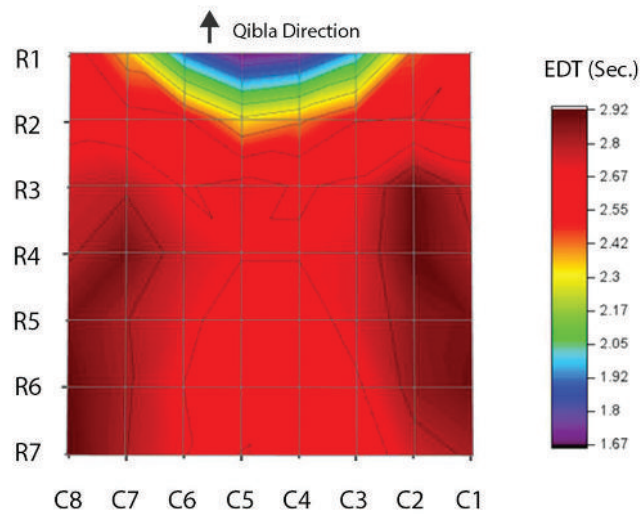 Qibla Direction
EDT (Sec.)
R1
R2
R3
R4
R5
R6
R7
C8 C7 C6 C5 C4 C3 C2 C1
2.92
2.8
2.67
2.55
2.42
2.3
2.17
2.05
1.92
1.8
1.67